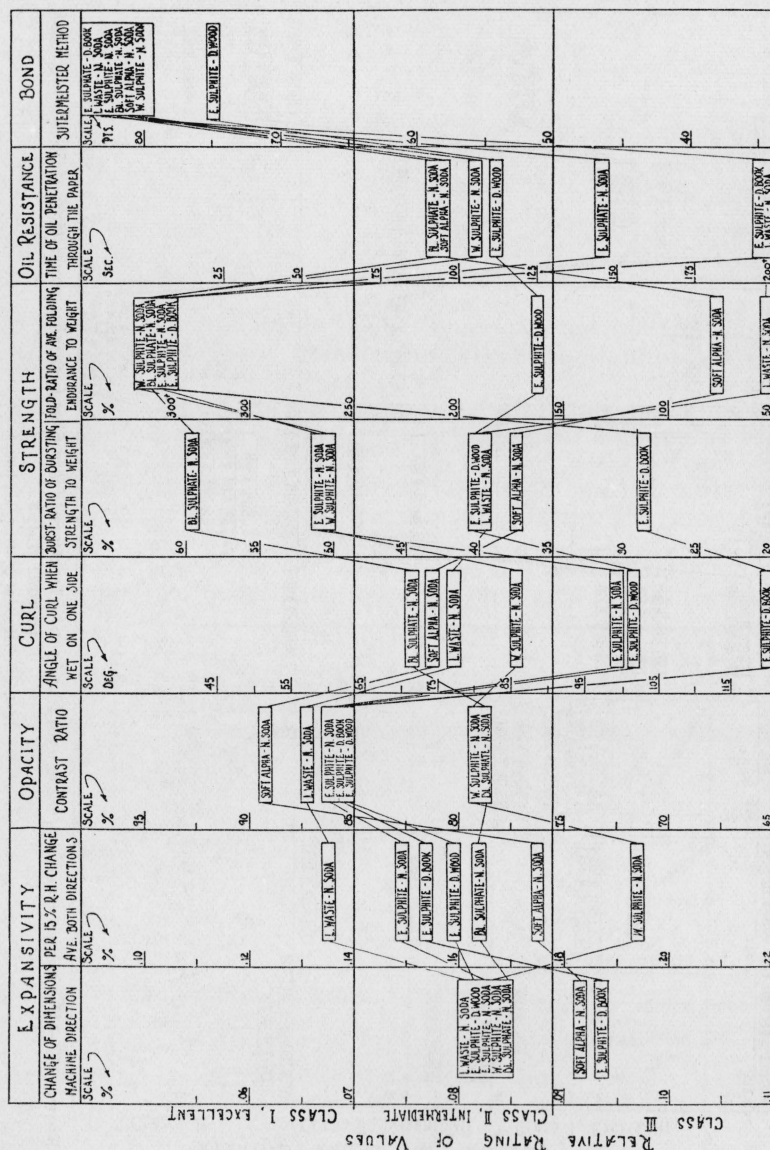 EXPANSIVITY
OPACITY
CURL
STRENGTH
OIL RESISTANCE
BOND
CHANGE OF DIMENSIONS PER 15% R.H. CHANGE
MACHINE DIRECTION
AVE. BOTH DIRECTIONS
CONTRAST RATIO
ANGLE OF CURL WHEN
WET ON ONE SIDE
BURST-RATIO OF BURSTING
STRENGTH TO WEIGHT
FOLD-RATIO OF AVE. FOLDING
ENDURANCE TO WEIGHT
TIME OF OIL PENETRATION
THROUGH THE PAPER
SUTERMEISTER METHOD
RELATIVE RATING OF VALUES
CLASS I, EXCELLENT
CLASS II, INTERMEDIATE
CLASS III
SCALE
%
.06
.07
.08
.09
.11
L. WASTE-N. SODA
E. SULPHITE-D. WOOD
E. SULPHITE-N. SODA
W. SULPHITE-N. SODA
BL. SULPHATE-N. SODA
SOFT ALPHA-N. SODA
E. SULPHITE-D. BOOK
SCALE
%
.10
.12
.14
.16
.18
.20
.22
L. WASTE-N. SODA
E. SULPHITE-N. SODA
E. SULPHITE-D. BOOK
E. SULPHITE-D. WOOD
BL. SULPHATE-N. SODA
SOFT ALPHA-N. SODA
W. SULPHITE-N. SODA
SCALE
%
95
90
85
80
75
70
65
SOFT ALPHA-N. SODA
L. WASTE-N. SODA
E. SULPHITE-N. SODA
E. SULPHITE-D. BOOK
E. SULPHITE-D. WOOD
W. SULPHITE-N. SODA
BL. SULPHATE-N. SODA
SCALE
DEG.
45
55
65
75
85
95
105
115
BL. SULPHATE-N. SODA
SOFT ALPHA-N. SODA
L. WASTE-N. SODA
W. SULPHITE-N. SODA
E. SULPHITE-N. SODA
E. SULPHITE-D. WOOD
E. SULPHITE-D. BOOK
SCALE
%
60
55
50
45
40
35
30
25
20
BL. SULPHATE-N. SODA
E. SULPHITE-N. SODA
W. SULPHITE-N. SODA
E. SULPHITE-D. WOOD
L. WASTE-N. SODA
SOFT ALPHA-N. SODA
E. SULPHITE-D. BOOK
SCALE
%
300+
300
250
200
150
100
50
W. SULPHITE-N. SODA
BL. SULPHATE-N. SODA
E. SULPHITE-N. SODA
E. SULPHITE-D. BOOK
E. SULPHITE-D. WOOD
SOFT ALPHA-N. SODA
L. WASTE-N. SODA
SCALE
SEC.
25
50
75
100
125
150
175
200+
BL. SULPHATE-N. SODA
SOFT ALPHA-N. SODA
W. SULPHITE-N. SODA
E. SULPHITE-D. WOOD
E. SULPHATE-N. SODA
E. SULPHITE-D. BOOK
L. WASTE-N. SODA
SCALE
PTS.
80
70
60
50
40
E. SULPHATE-D. BOOK
L. WASTE-N. SODA
E. SULPHITE-N. SODA
BL. SULPHATE-N. SODA
SOFT ALPHA-N. SODA
W. SULPHITE-N. SODA
E. SULPHITE-D. WOOD